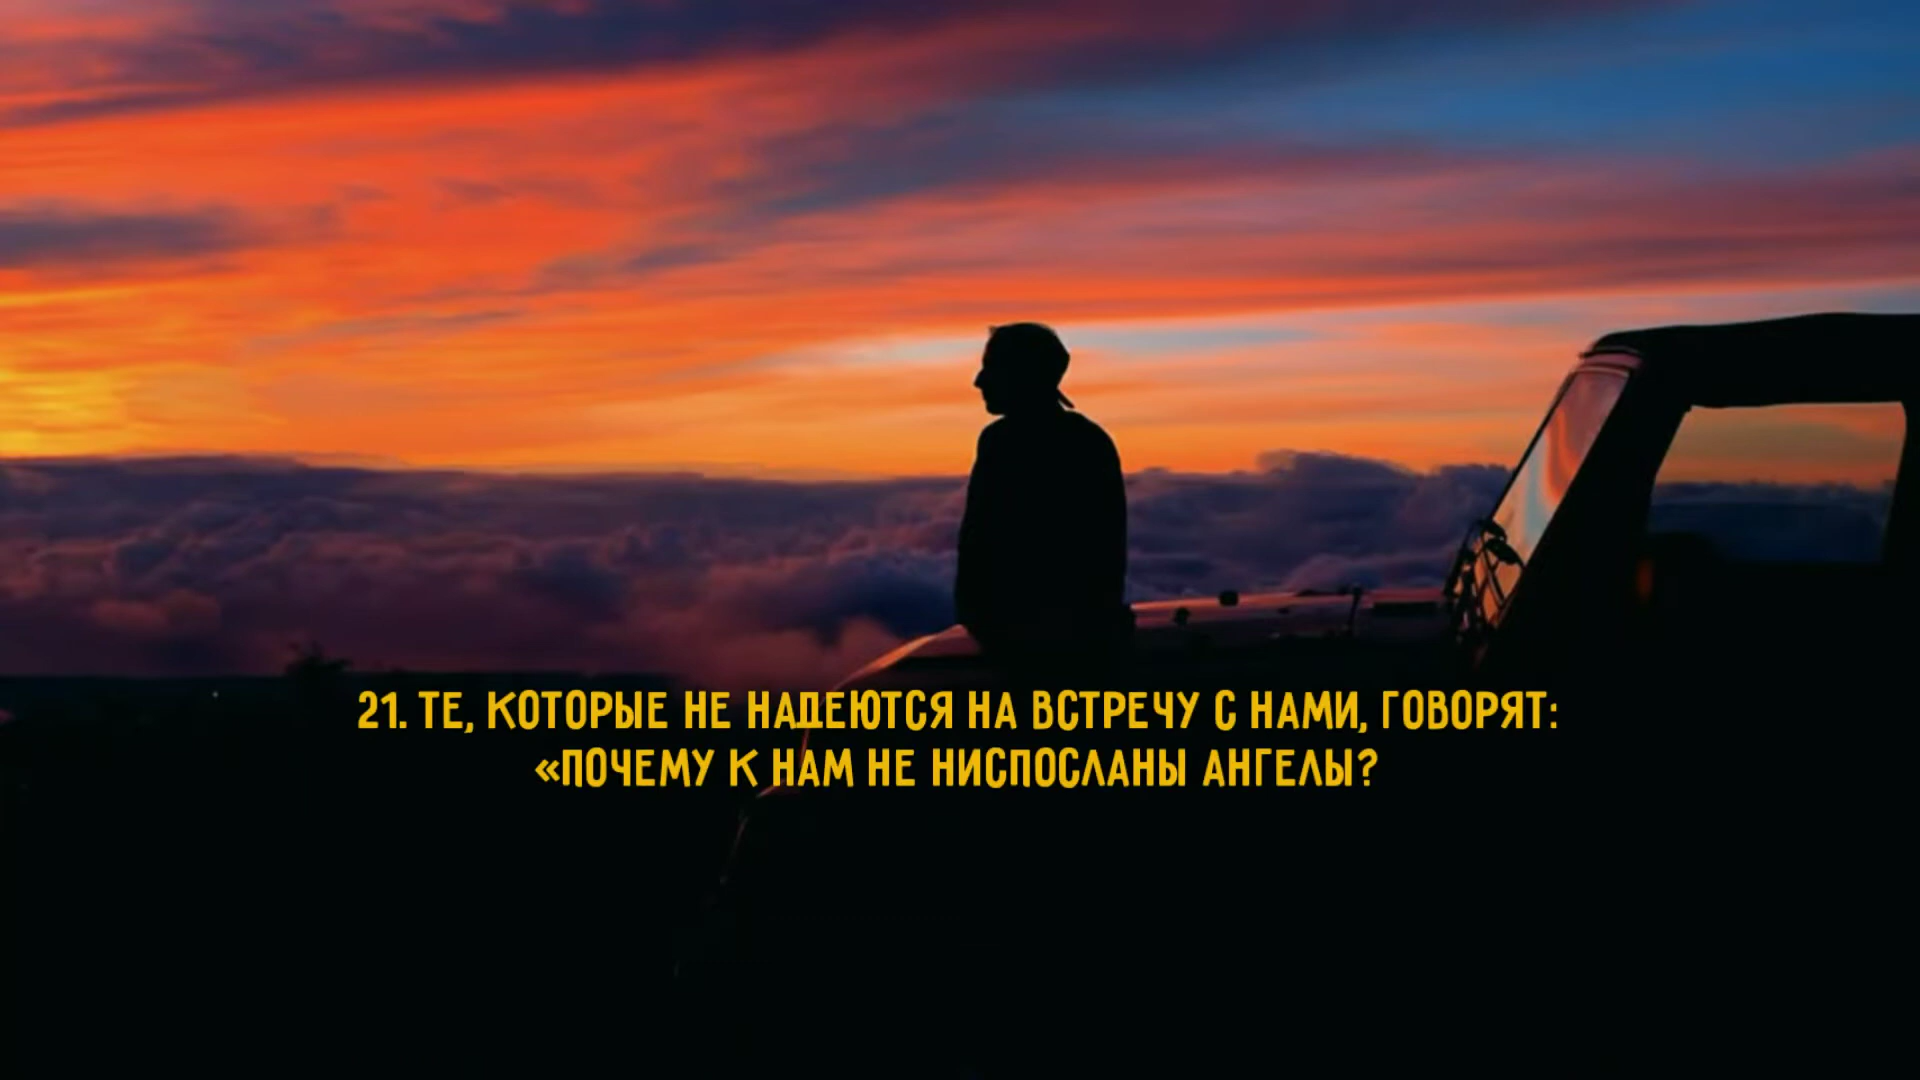 21. ТЕ, КОТОРЫЕ НЕ НАДЕЮТСЯ НА ВСТРЕЧУ С НАМИ, ГОВОРЯТ:
«ПОЧЕМУ К НАМ НЕ НИСПОСЛАНЫ АНГЕЛЫ?